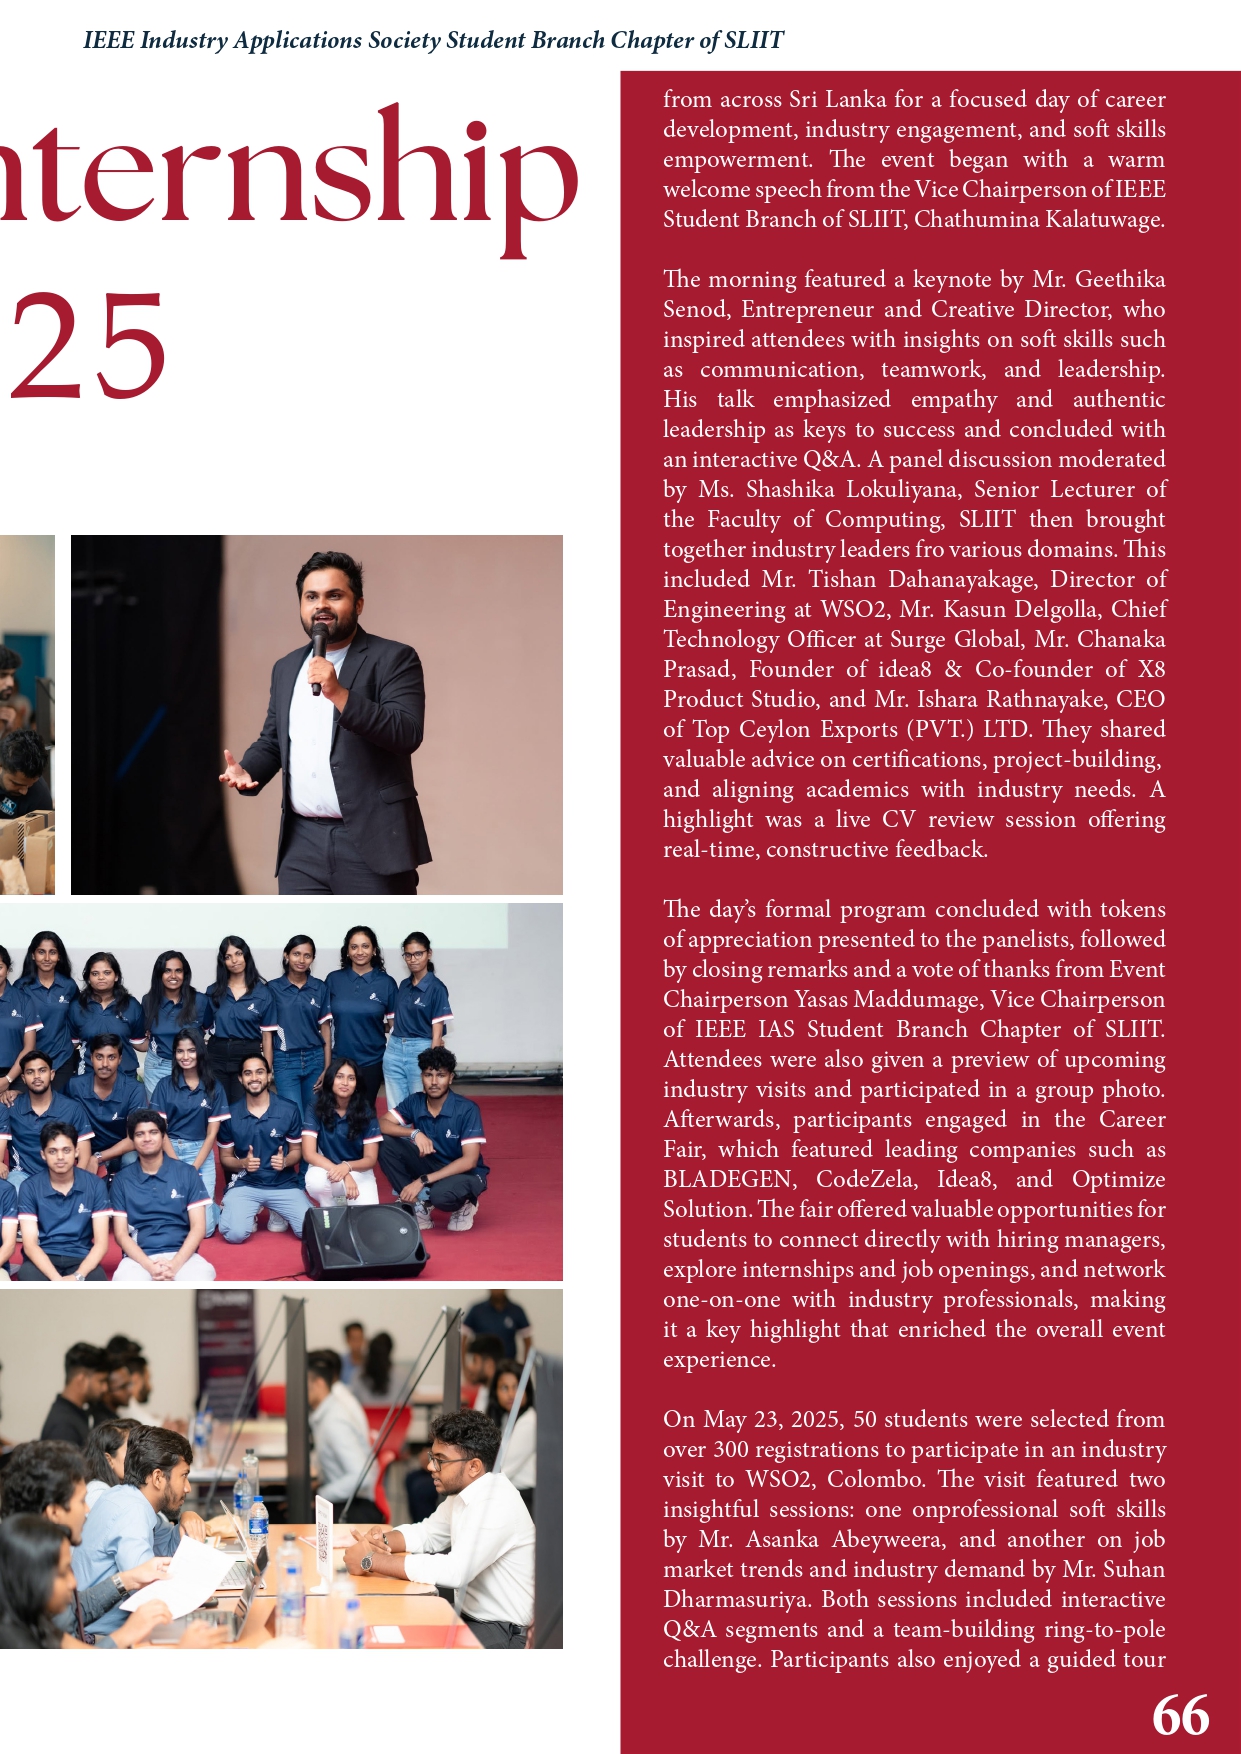 IEEE Industry Applications Society Student Branch Chapter of SLIIT
nternship
25
from across Sri Lanka for a focused day of career
development, industry engagement, and soft skills
empowerment. The event began with a warm
welcome speech from the Vice Chairperson of IEEE
Student Branch of SLIIT, Chathumina Kalatuwage.
The morning featured a keynote by Mr. Geethika
Senod, Entrepreneur and Creative Director, who
inspired attendees with insights on soft skills such
as communication, teamwork, and leadership.
His talk emphasized empathy and authentic
leadership as keys to success and concluded with
an interactive Q&A. A panel discussion moderated
by Ms. Shashika Lokuliyana, Senior Lecturer of
the Faculty of Computing, SLIIT then brought
together industry leaders fro various domains. This
included Mr. Tishan Dahanayakage, Director of
Engineering at WSO2, Mr. Kasun Delgolla, Chief
Technology Officer at Surge Global, Mr. Chanaka
Prasad, Founder of idea8 & Co-founder of X8
Product Studio, and Mr. Ishara Rathnayake, CEO
of Top Ceylon Exports (PVT.) LTD. They shared
valuable advice on certifications, project-building,
and aligning academics with industry needs. A
highlight was a live CV review session offering
real-time, constructive feedback.
The day's formal program concluded with tokens
of appreciation presented to the panelists, followed
by closing remarks and a vote of thanks from Event
Chairperson Yasas Maddumage, Vice Chairperson
of IEEE IAS Student Branch Chapter of SLIIT.
Attendees were also given a preview of upcoming
industry visits and participated in a group photo.
Afterwards, participants engaged in the Career
Fair, which featured leading companies such as
BLADEGEN, CodeZela, Idea8, and Optimize
Solution. The fair offered valuable opportunities for
students to connect directly with hiring managers,
explore internships and job openings, and network
one-on-one with industry professionals, making
it a key highlight that enriched the overall event
experience.
On May 23, 2025, 50 students were selected from
over 300 registrations to participate in an industry
visit to WSO2, Colombo. The visit featured two
insightful sessions: one onprofessional soft skills
by Mr. Asanka Abeyweera, and another on job
market trends and industry demand by Mr. Suhan
Dharmasuriya. Both sessions included interactive
Q&A segments and a team-building ring-to-pole
challenge. Participants also enjoyed a guided tour
66